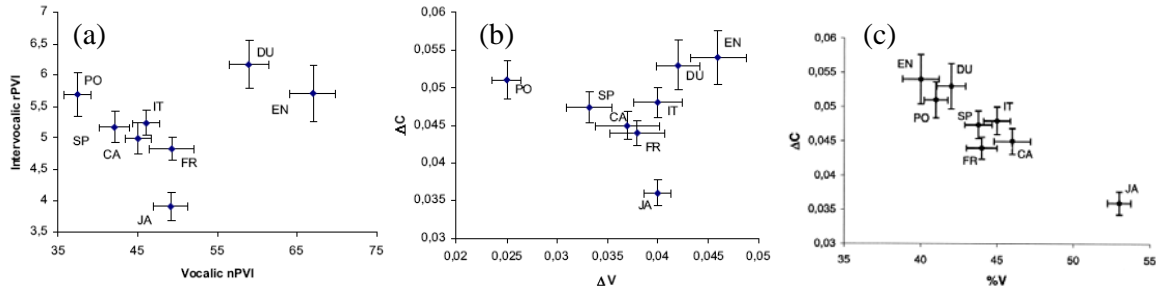 (a)
7
6,5
6
5,5
5
4,5
4
3,5
Intervocalic rPVI
PO
SP
CA
IT
FR
JA
DU
EN
35 45 55 65 75
Vocalic nPVI
(b)
0,06
0,055
0,05
0,045
0,04
0,035
0,03
ΔC
PO
SP
CA
IT
FR
JA
DU
EN
0,02 0,025 0,03 0,035 0,04 0,045 0,05
ΔV
(c)
0,06
0,055
0,05
0,045
0,04
0,035
0,03
ΔC
EN
DU
PO
SP
IT
FR
CA
JA
35 40 45 50 55
%V